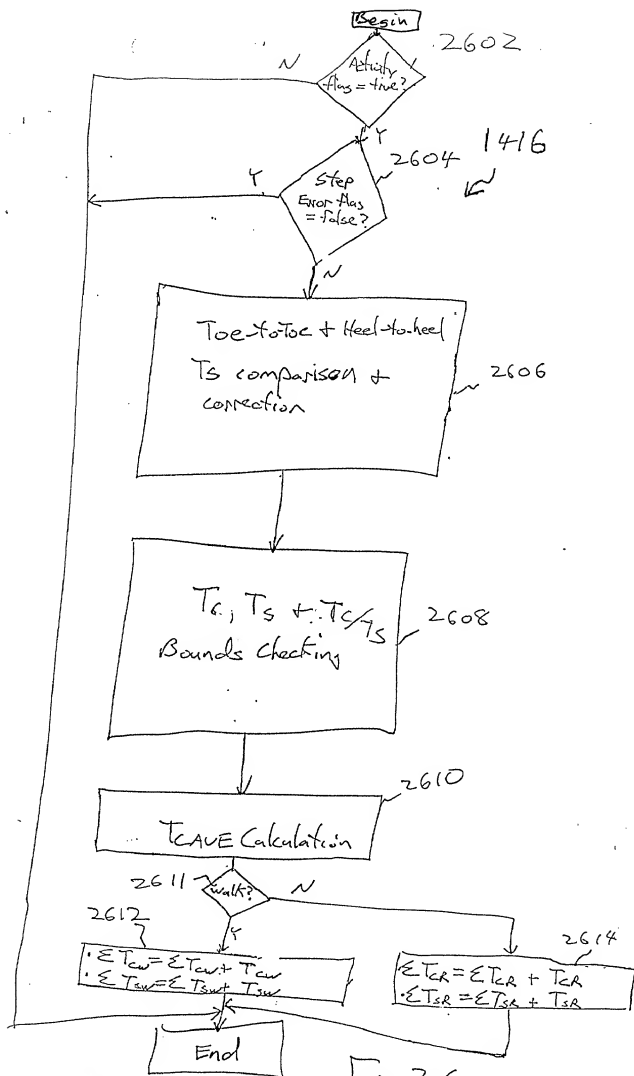 Begin
2602
N
Activity
flag = true?
Y
2604
1416
Y
Step
Error flag
= false?
N
Toe-to-Toe + Heel-to-heel
Ts comparison +
correction
2606
Tc, Ts + Tc/Ts
Bounds Checking
2608
2610
TCAVE Calculation
2611
walk?
N
2612
Y
2614
· ΣTCW = ΣTCW + TCW
· ΣTSW = ΣTSW + TSW
· ΣTCR = ΣTCR + TCR
· ΣTSR = ΣTSR + TSR
End